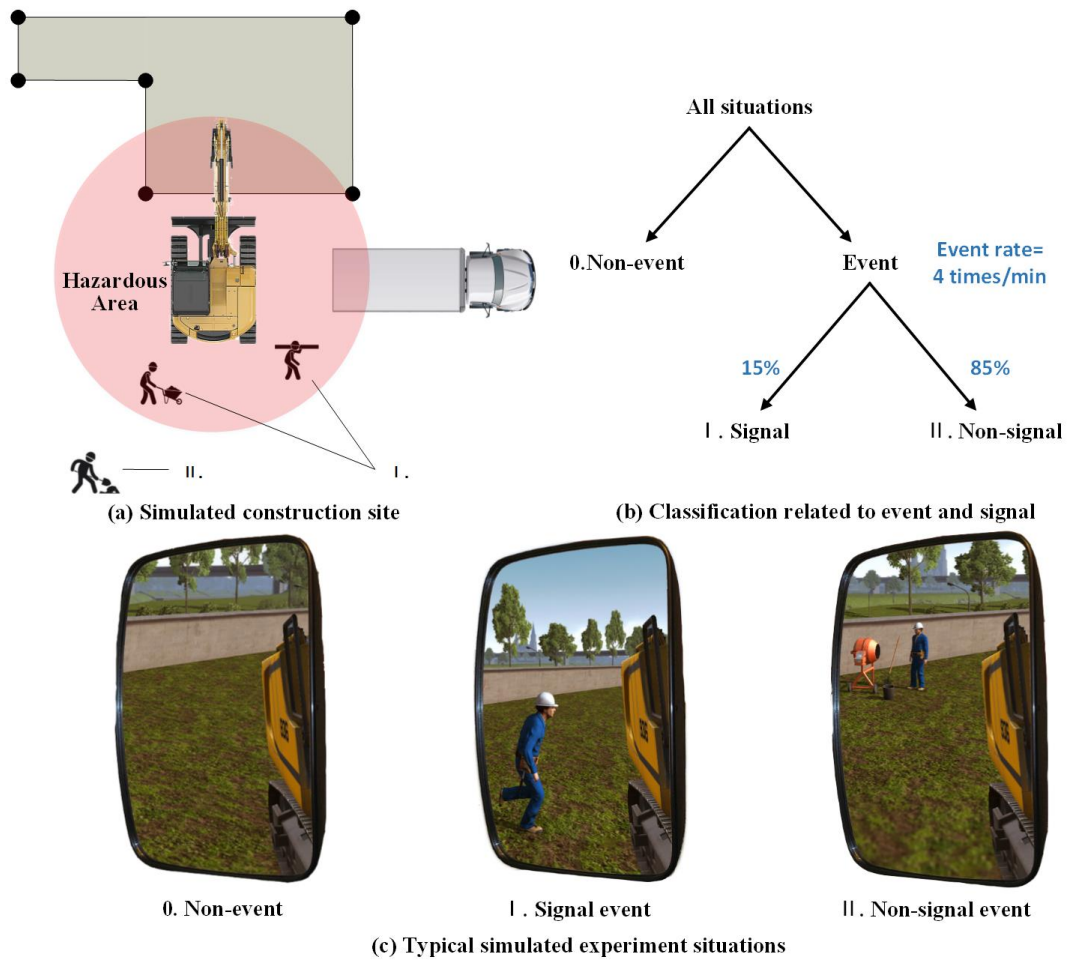 Hazardous
Area
II.
I.
(a) Simulated construction site
All situations
0.Non-event
Event
Event rate=
4 times/min
15%
85%
I. Signal
II. Non-signal
(b) Classification related to event and signal
0. Non-event
I. Signal event
II. Non-signal event
(c) Typical simulated experiment situations